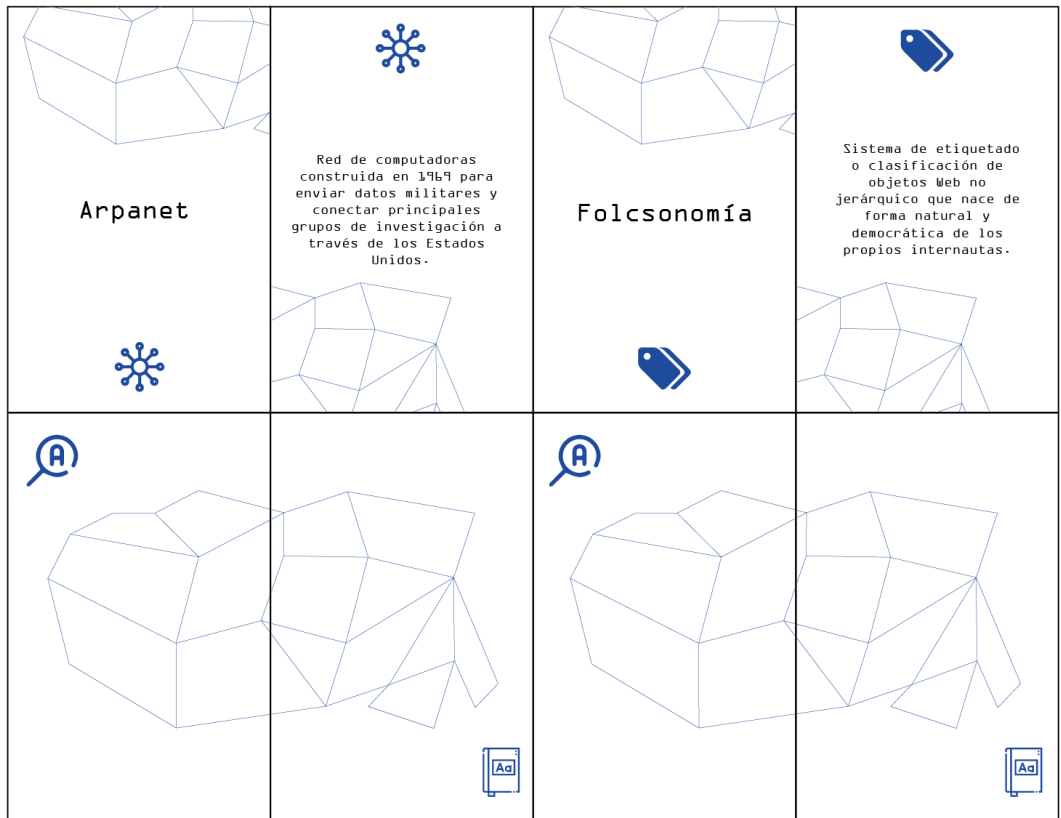 Arpanet
Red de computadoras
construida en 1969 para
enviar datos militares y
conectar principales
grupos de investigación a
través de los Estados
Unidos.
Folcsonomía
Sistema de etiquetado
o clasificación de
objetos Web no
jerárquico que nace de
forma natural y
democrática de los
propios internautas.
A
Aa
A
Aa